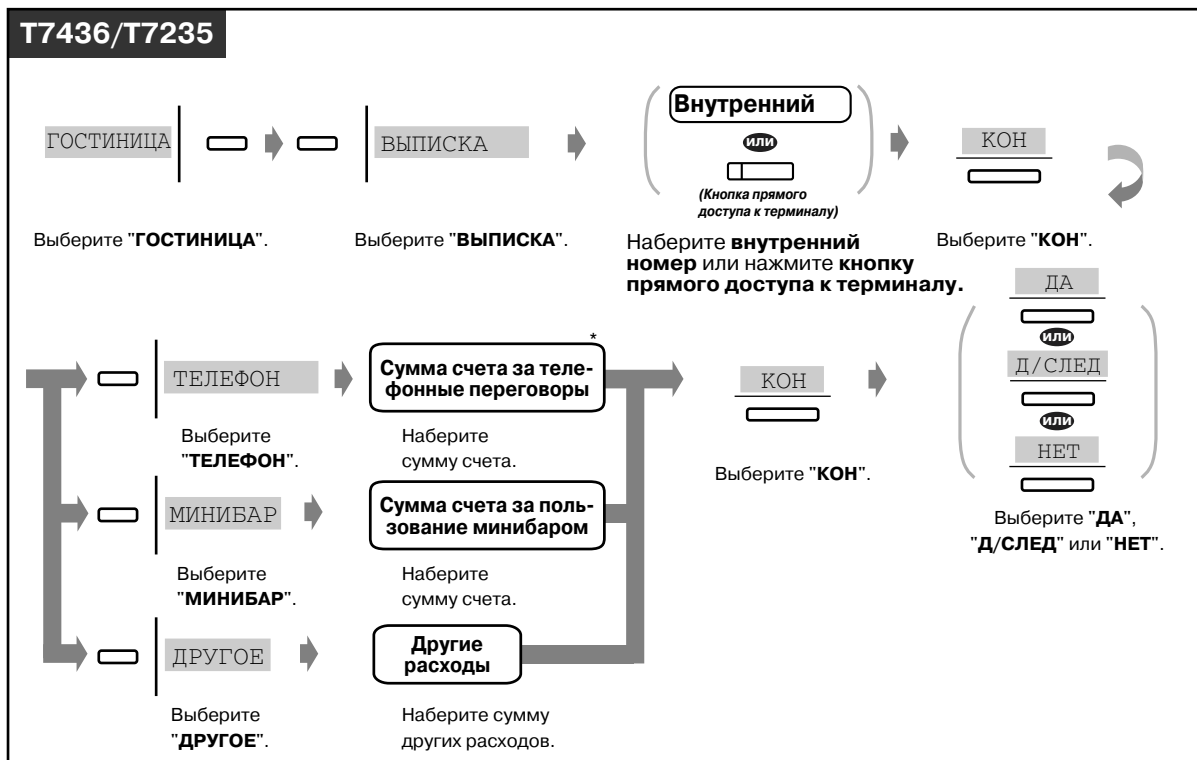 T7436/T7235
ГОСТИНИЦА
ВЫПИСКА
Внутренний
или
(Кнопка прямого
доступа к терминалу)
КОН
Выберите "ГОСТИНИЦА".
Выберите "ВЫПИСКА".
Наберите внутренний
номер или нажмите кнопку
прямого доступа к терминалу.
Выберите "КОН".
ТЕЛЕФОН
*
Сумма счета за теле-
фонные переговоры
Выберите
"ТЕЛЕФОН".
Наберите
сумму счета.
МИНИБАР
Сумма счета за поль-
зование минибаром
Выберите
"МИНИБАР".
Наберите
сумму счета.
ДРУГОЕ
Другие
расходы
Выберите
"ДРУГОЕ".
Наберите сумму
других расходов.
КОН
Выберите "КОН".
ДА
или
Д/СЛЕД
или
НЕТ
Выберите "ДА",
"Д/СЛЕД" или "НЕТ".